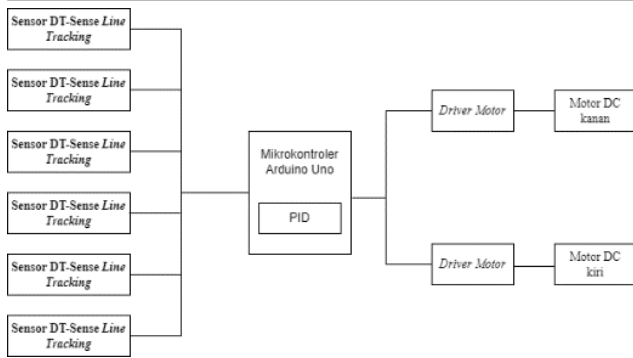 Sensor DT-Sense Line
Tracking
Sensor DT-Sense Line
Tracking
Sensor DT-Sense Line
Tracking
Sensor DT-Sense Line
Tracking
Sensor DT-Sense Line
Tracking
Sensor DT-Sense Line
Tracking
Mikrokontroler
Arduino Uno
PID
Driver Motor
Motor DC
kanan
Driver Motor
Motor DC
kiri